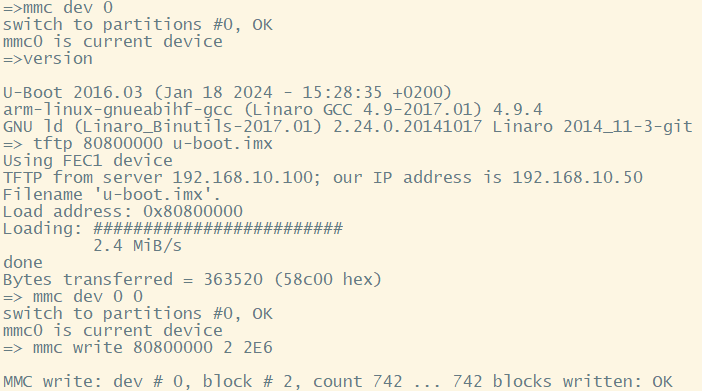 =>mmc dev 0
switch to partitions #0, OK
mmc0 is current device
=>version
U-Boot 2016.03 (Jan 18 2024 - 15:28:35 +0200)
arm-linux-gnueabihf-gcc (Linaro GCC 4.9-2017.01) 4.9.4
GNU ld (Linaro_Binutils-2017.01) 2.24.0.20141017 Linaro 2014_11-3-git
=> tftp 80800000 u-boot.imx
Using FEC1 device
TFTP from server 192.168.10.100; our IP address is 192.168.10.50
Filename 'u-boot.imx'.
Load address: 0x80800000
Loading: #########################
2.4 MiB/s
done
Bytes transferred = 363520 (58c00 hex)
=> mmc dev 0 0
switch to partitions #0, OK
mmc0 is current device
=> mmc write 80800000 2 2E6
MMC write: dev # 0, block # 2, count 742 ... 742 blocks written: OK